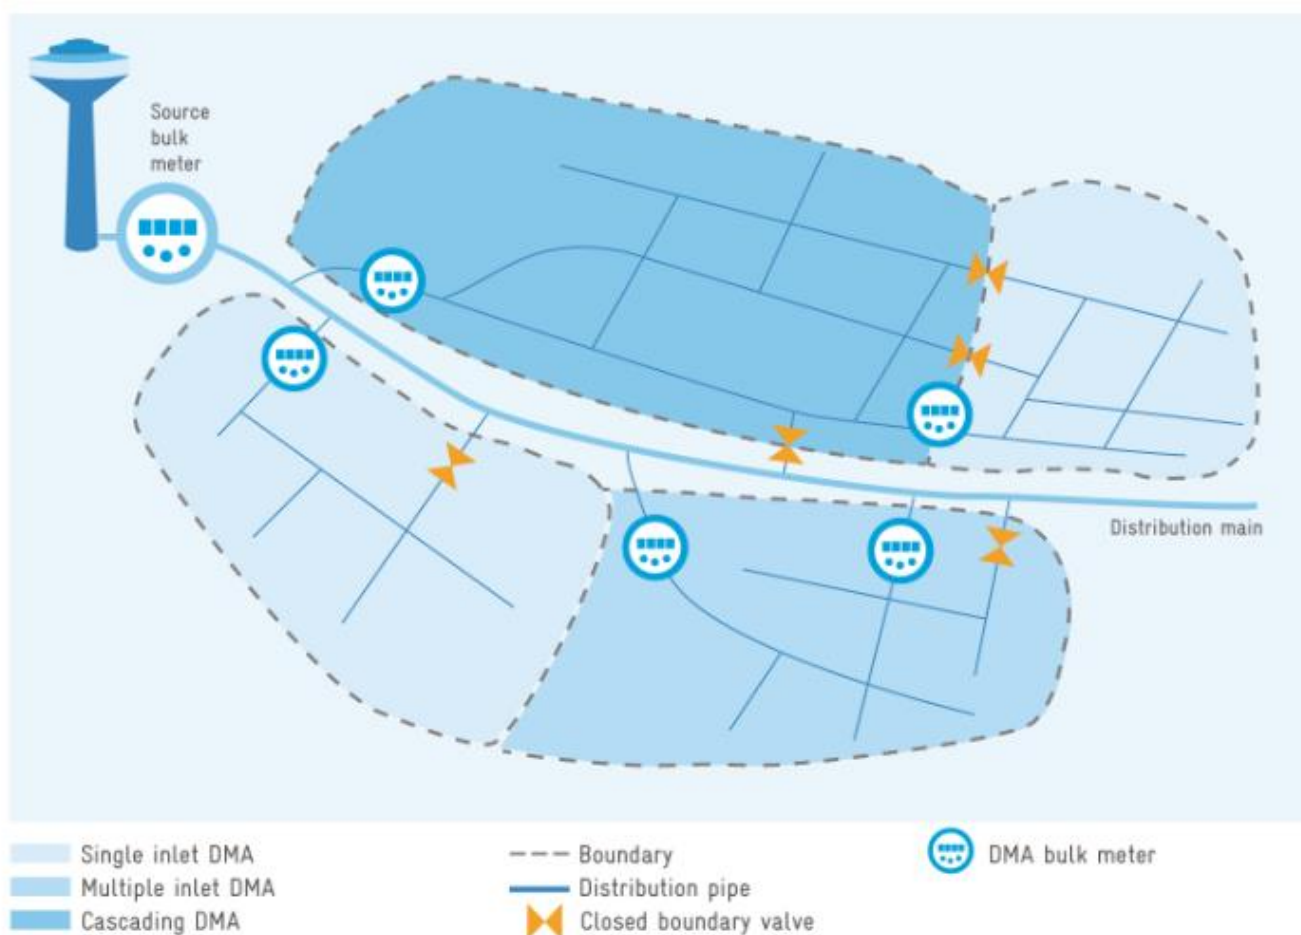 Source
bulk
meter
Distribution main
Single inlet DMA
Multiple inlet DMA
Cascading DMA
Boundary
Distribution pipe
Closed boundary valve
DMA bulk meter